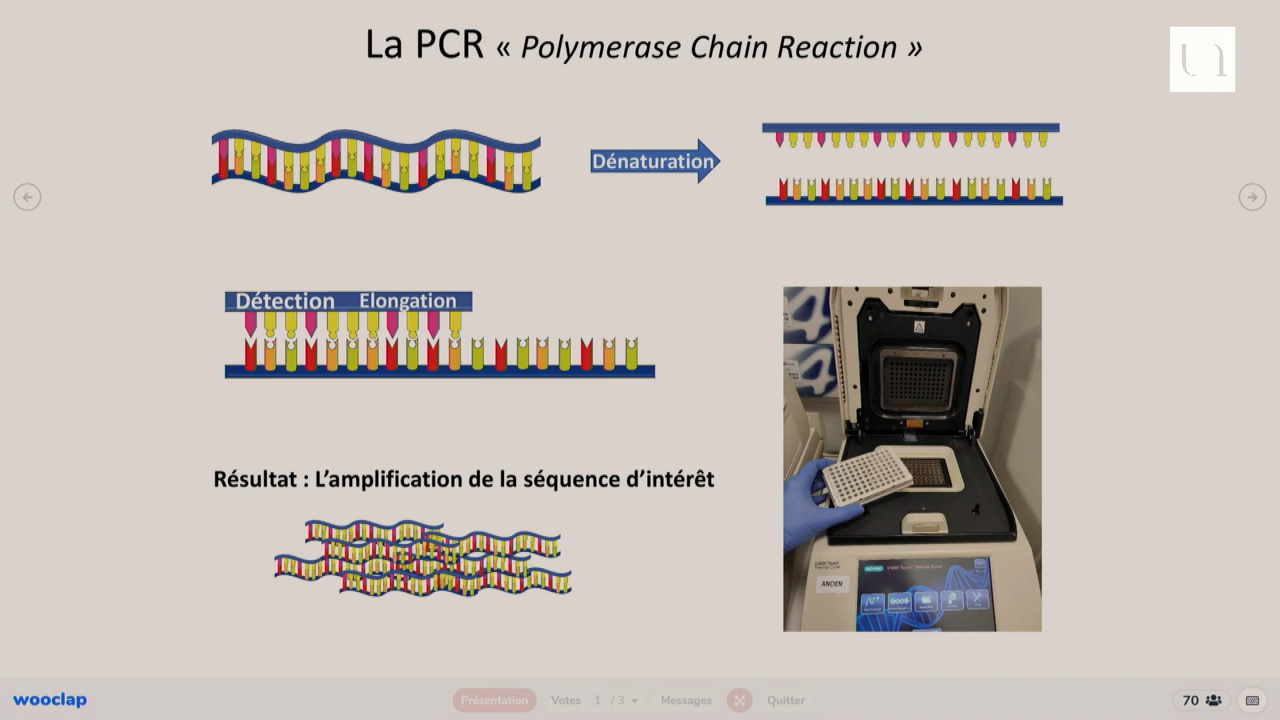 La PCR « Polymerase Chain Reaction »
Dénaturation
Détection Elongation
Résultat : L'amplification de la séquence d'intérêt
ANCIEN
wooclap
Présentation Votes 1 / 3 Messages Quitter
70